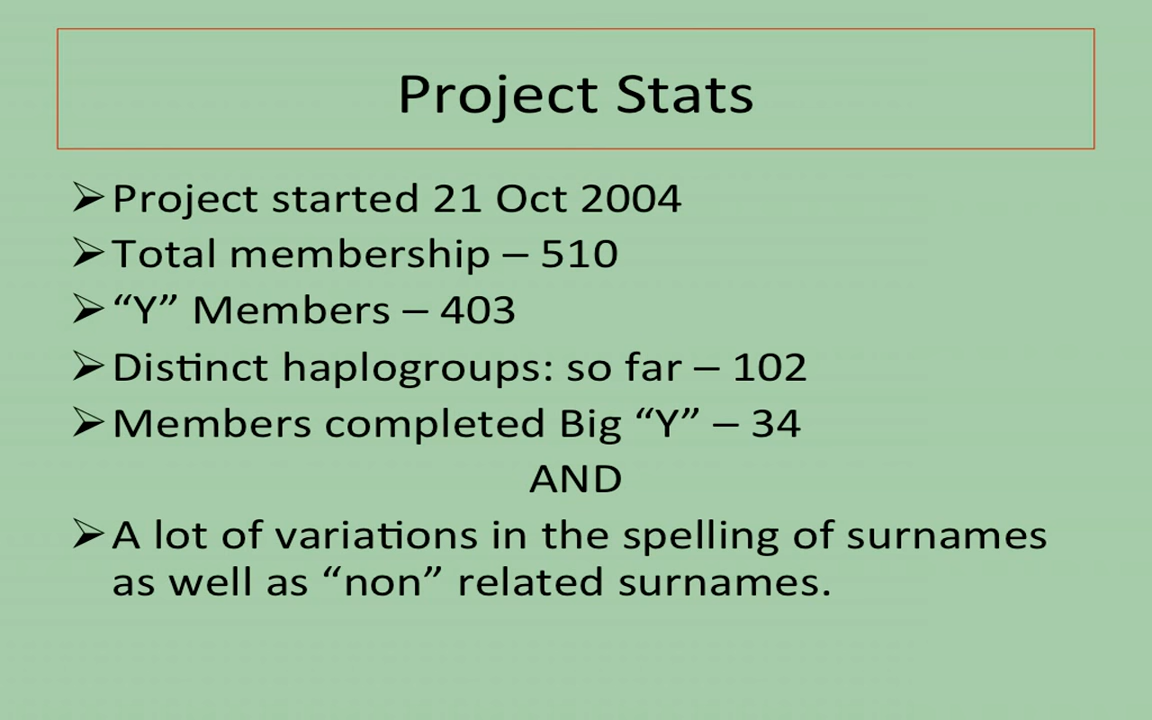 Project Stats
➢Project started 21 Oct 2004
➢Total membership – 510
➢“Y” Members – 403
➢Distinct haplogroups: so far – 102
➢Members completed Big “Y” – 34
AND
➢A lot of variations in the spelling of surnames
as well as “non” related surnames.